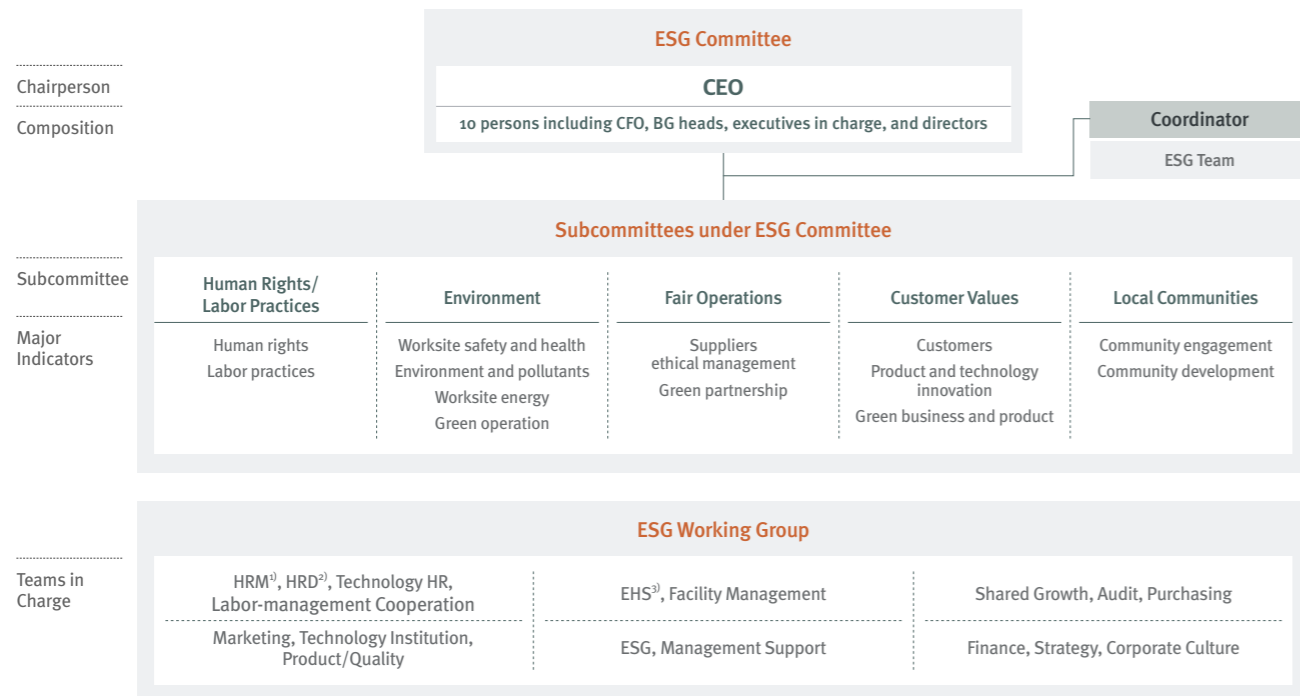 ESG Committee
Chairperson
CEO
Composition
10 persons including CFO, BG heads, executives in charge, and directors
Coordinator
ESG Team
Subcommittees under ESG Committee
Subcommittee
Human Rights/
Labor Practices
Environment
Fair Operations
Customer Values
Local Communities
Major
Indicators
Human rights
Labor practices
Worksite safety and health
Environment and pollutants
Worksite energy
Green operation
Suppliers
ethical management
Green partnership
Customers
Product and technology
innovation
Green business and product
Community engagement
Community development
ESG Working Group
Teams in
Charge
HRM1), HRD2), Technology HR,
Labor-management Cooperation
EHS3), Facility Management
Shared Growth, Audit, Purchasing
Marketing, Technology Institution,
Product/Quality
ESG, Management Support
Finance, Strategy, Corporate Culture